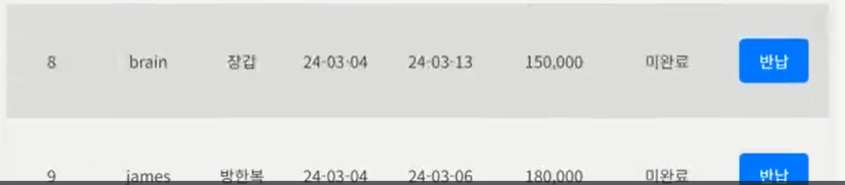 8 brain 장갑 24-03-04 24-03-13 150,000 미완료 반납
9 james 방한복 24-03-04 24-03-06 180,000 미완료 반납